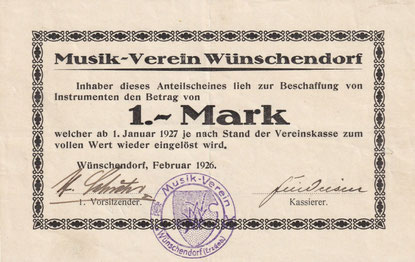 Musik-Verein Wünschendorf
Inhaber dieses Anteilscheines lieh zur Beschaffung von
Instrumenten den Betrag von
1.- Mark
welcher ab 1. Januar 1927 je nach Stand der Vereinskasse zum
vollen Wert wieder eingelöst wird.
Wünschendorf, Februar 1926.
1. Vorsitzender.
Kassierer.
Musik-Verein
Wünschendorf